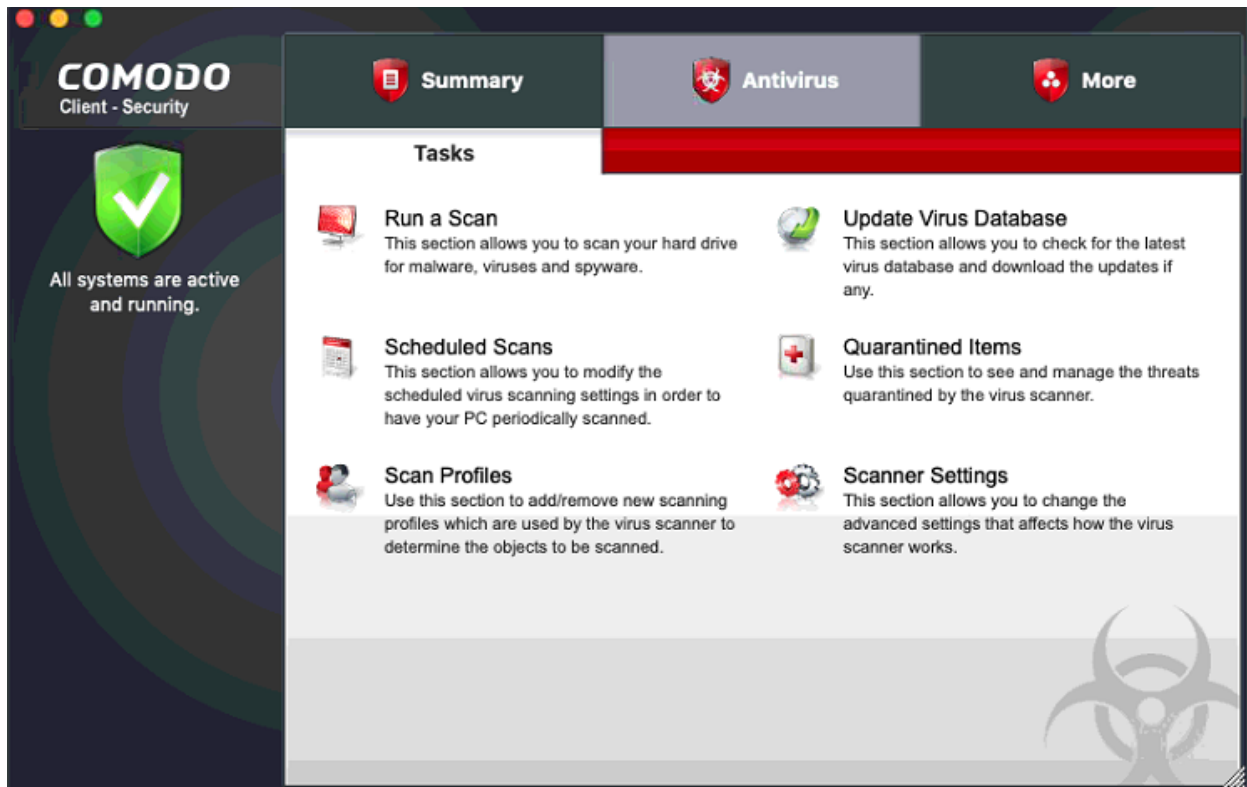 COMODO
Client - Security
Summary
Antivirus
More
All systems are active
and running.
Tasks
Run a Scan
This section allows you to scan your hard drive
for malware, viruses and spyware.
Update Virus Database
This section allows you to check for the latest
virus database and download the updates if
any.
Scheduled Scans
This section allows you to modify the
scheduled virus scanning settings in order to
have your PC periodically scanned.
Quarantined Items
Use this section to see and manage the threats
quarantined by the virus scanner.
Scan Profiles
Use this section to add/remove new scanning
profiles which are used by the virus scanner to
determine the objects to be scanned.
Scanner Settings
This section allows you to change the
advanced settings that affects how the virus
scanner works.